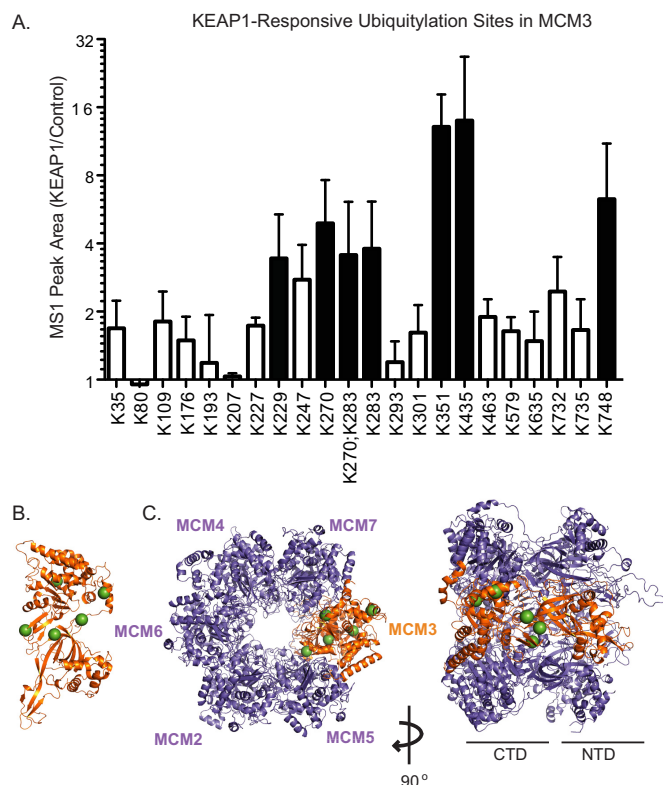 A.
KEAP1-Responsive Ubiquitylation Sites in MCM3
MS1 Peak Area (KEAP1/Control)
32
16
8
4
2
1
K35
K80
K109
K176
K193
K207
K227
K229
K247
K270
K270;K283
K283
K293
K301
K351
K435
K463
K579
K635
K732
K735
K748
B.
C.
MCM4
MCM7
MCM6
MCM3
MCM2
MCM5
90°
CTD
NTD